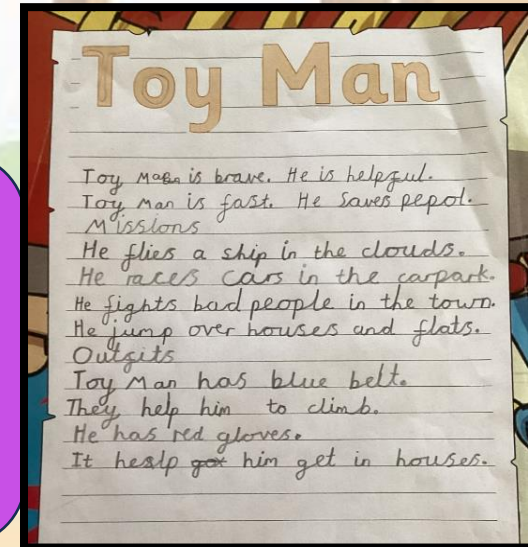 Toy Man
Toy Man is brave. He is helpful.
Toy Man is fast. He saves pepol.
Missions
He flies a ship in the clouds.
He races cars in the carpark.
He fights bad people in the town.
He jump over houses and flats.
Outfits
Toy Man has blue belt.
They help him to climb.
He has red gloves.
It heslp him get in houses.